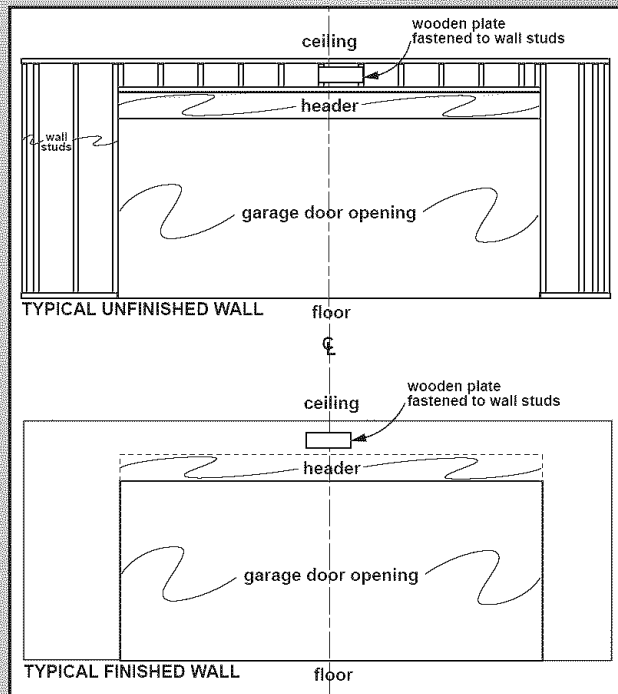 wooden plate
fastened to wall studs
ceiling
header
wall
studs
garage door opening
TYPICAL UNFINISHED WALL
floor
℄
wooden plate
fastened to wall studs
ceiling
header
garage door opening
TYPICAL FINISHED WALL
floor